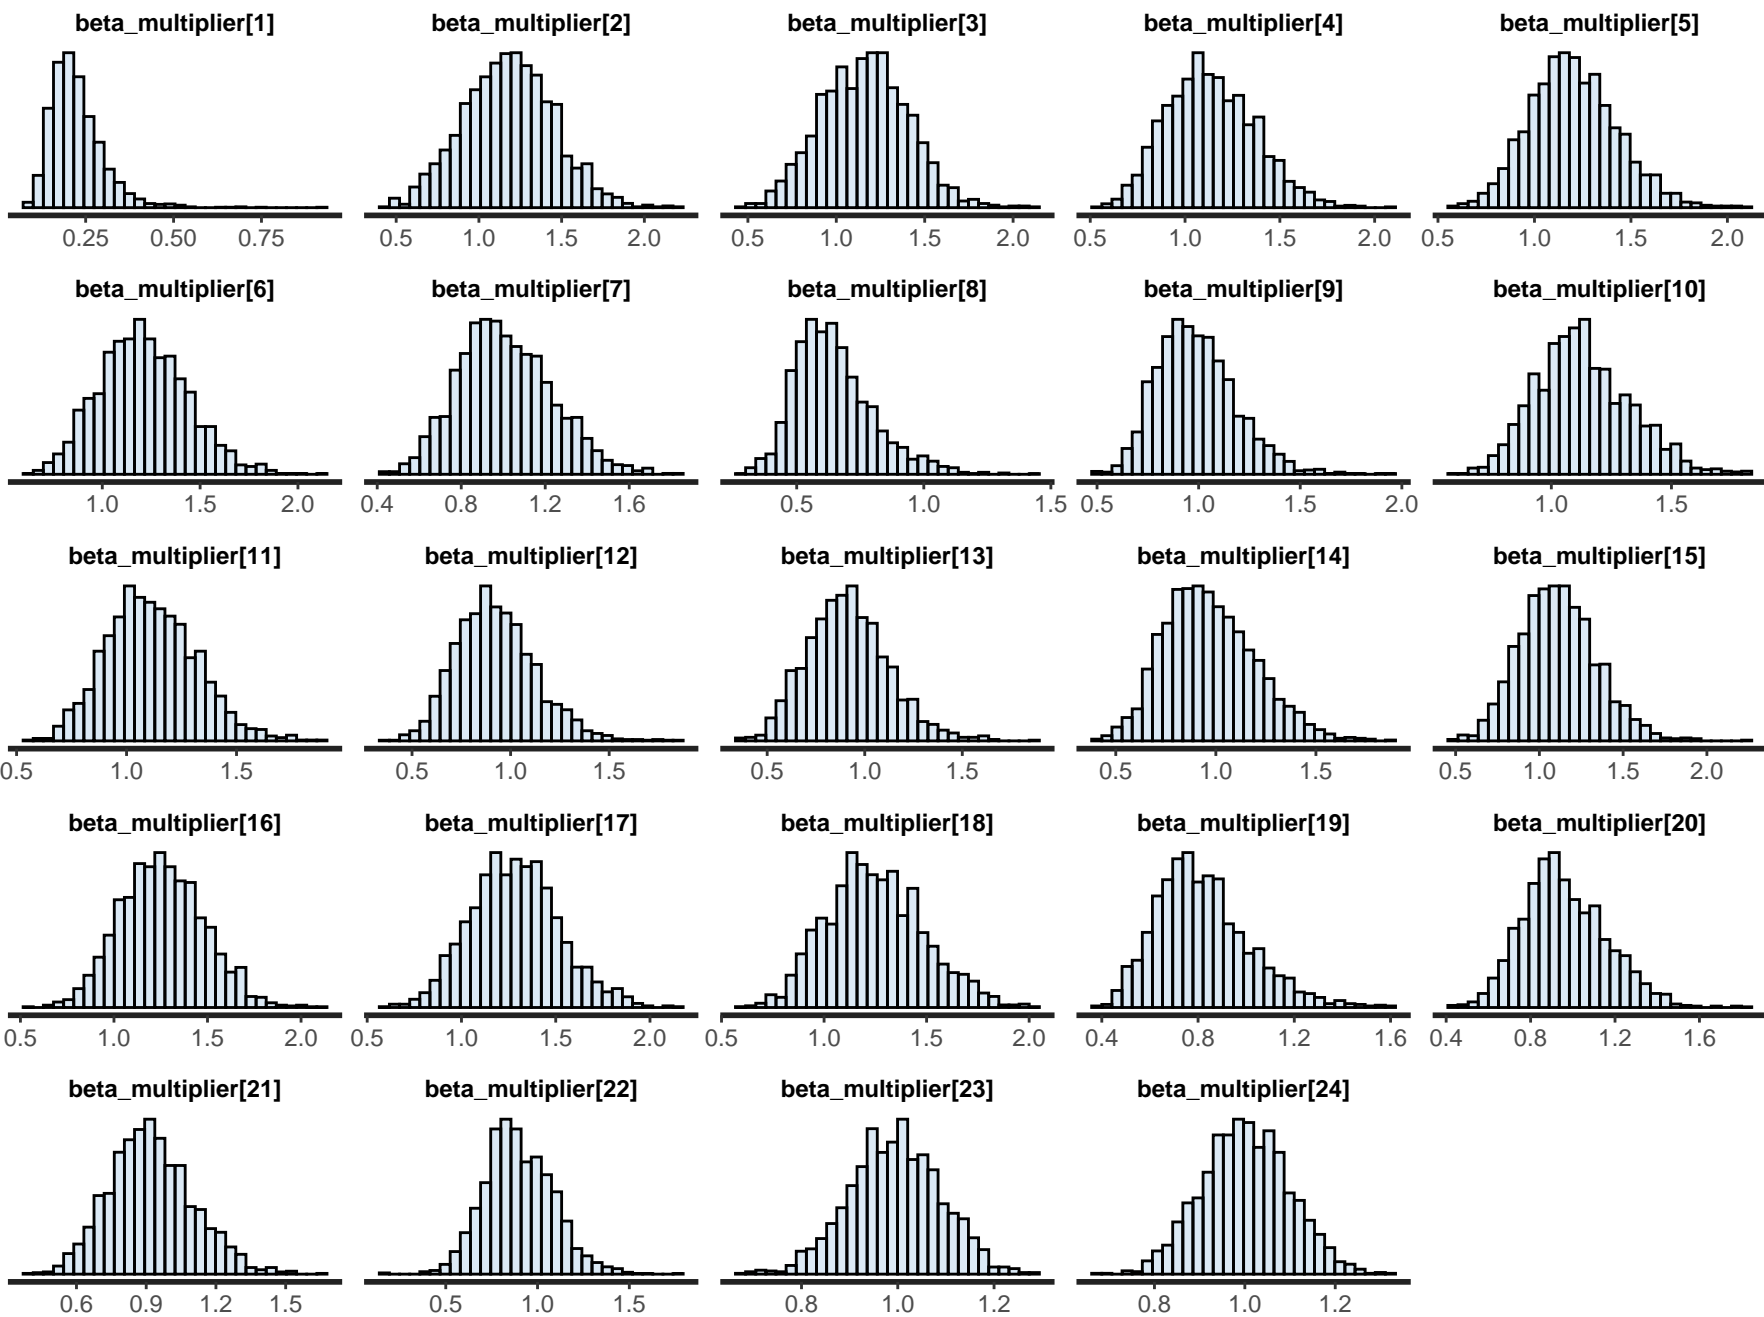 beta_multiplier[1] beta_multiplier[2] beta_multiplier[3] beta_multiplier[4] beta_multiplier[5]
0.25 0.50 0.75 0.5 1.0 1.5 2.0 0.5 1.0 1.5 2.0 0.5 1.0 1.5 2.0 0.5 1.0 1.5 2.0
beta_multiplier[6] beta_multiplier[7] beta_multiplier[8] beta_multiplier[9] beta_multiplier[10]
1.0 1.5 2.0 0.4 0.8 1.2 1.6 0.5 1.0 1.5 0.5 1.0 1.5 2.0 1.0 1.5
beta_multiplier[11] beta_multiplier[12] beta_multiplier[13] beta_multiplier[14] beta_multiplier[15]
0.5 1.0 1.5 0.5 1.0 1.5 0.5 1.0 1.5 0.5 1.0 1.5 0.5 1.0 1.5 2.0
beta_multiplier[16] beta_multiplier[17] beta_multiplier[18] beta_multiplier[19] beta_multiplier[20]
0.5 1.0 1.5 2.0 0.5 1.0 1.5 2.0 0.5 1.0 1.5 2.0 0.4 0.8 1.2 1.6 0.4 0.8 1.2 1.6
beta_multiplier[21] beta_multiplier[22] beta_multiplier[23] beta_multiplier[24]
0.6 0.9 1.2 1.5 0.5 1.0 1.5 0.8 1.0 1.2 0.8 1.0 1.2